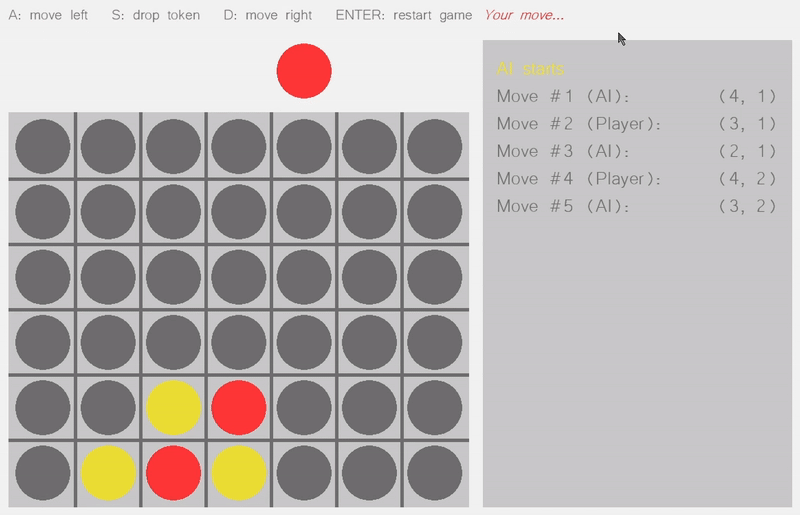 A: move left S: drop token D: move right ENTER: restart game Your move...
AI starts
Move #1 (AI): (4, 1)
Move #2 (Player): (3, 1)
Move #3 (AI): (2, 1)
Move #4 (Player): (4, 2)
Move #5 (AI): (3, 2)